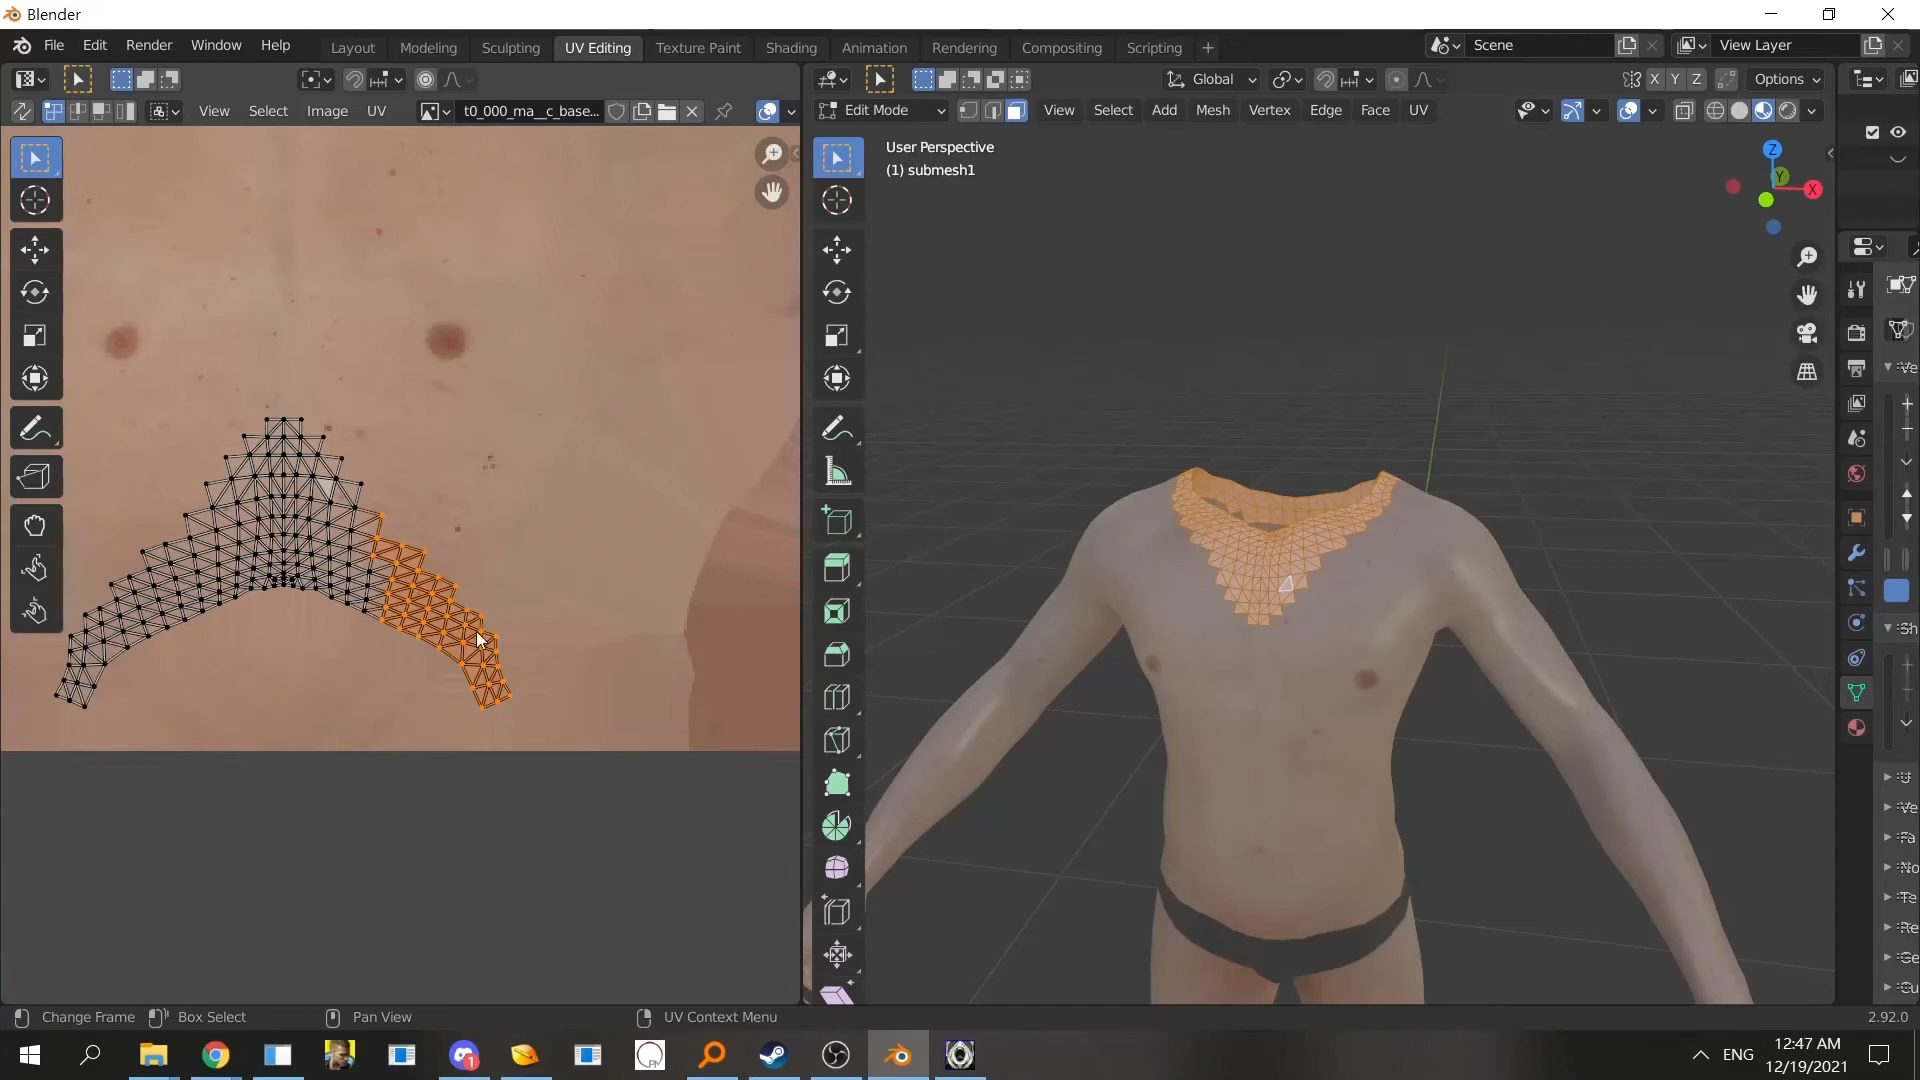 Blender
File Edit Render Window Help Layout Modeling Sculpting UV Editing Texture Paint Shading Animation Rendering Compositing Scripting + Scene View Layer
Global X Y Z Options
View Select Image UV t0_000_ma__c_base... Edit Mode View Select Add Mesh Vertex Edge Face UV
User Perspective
(1) submesh1
Z
Y
X
Change Frame Box Select Pan View UV Context Menu 2.92.0
ENG
12:47 AM
12/19/2021